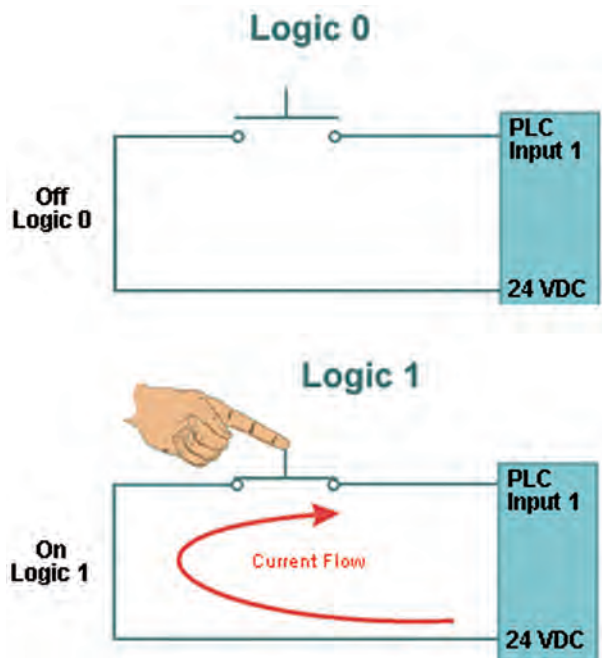 Logic 0
PLC
Input 1
Off
Logic 0
24 VDC
Logic 1
PLC
Input 1
On
Logic 1
Current Flow
24 VDC